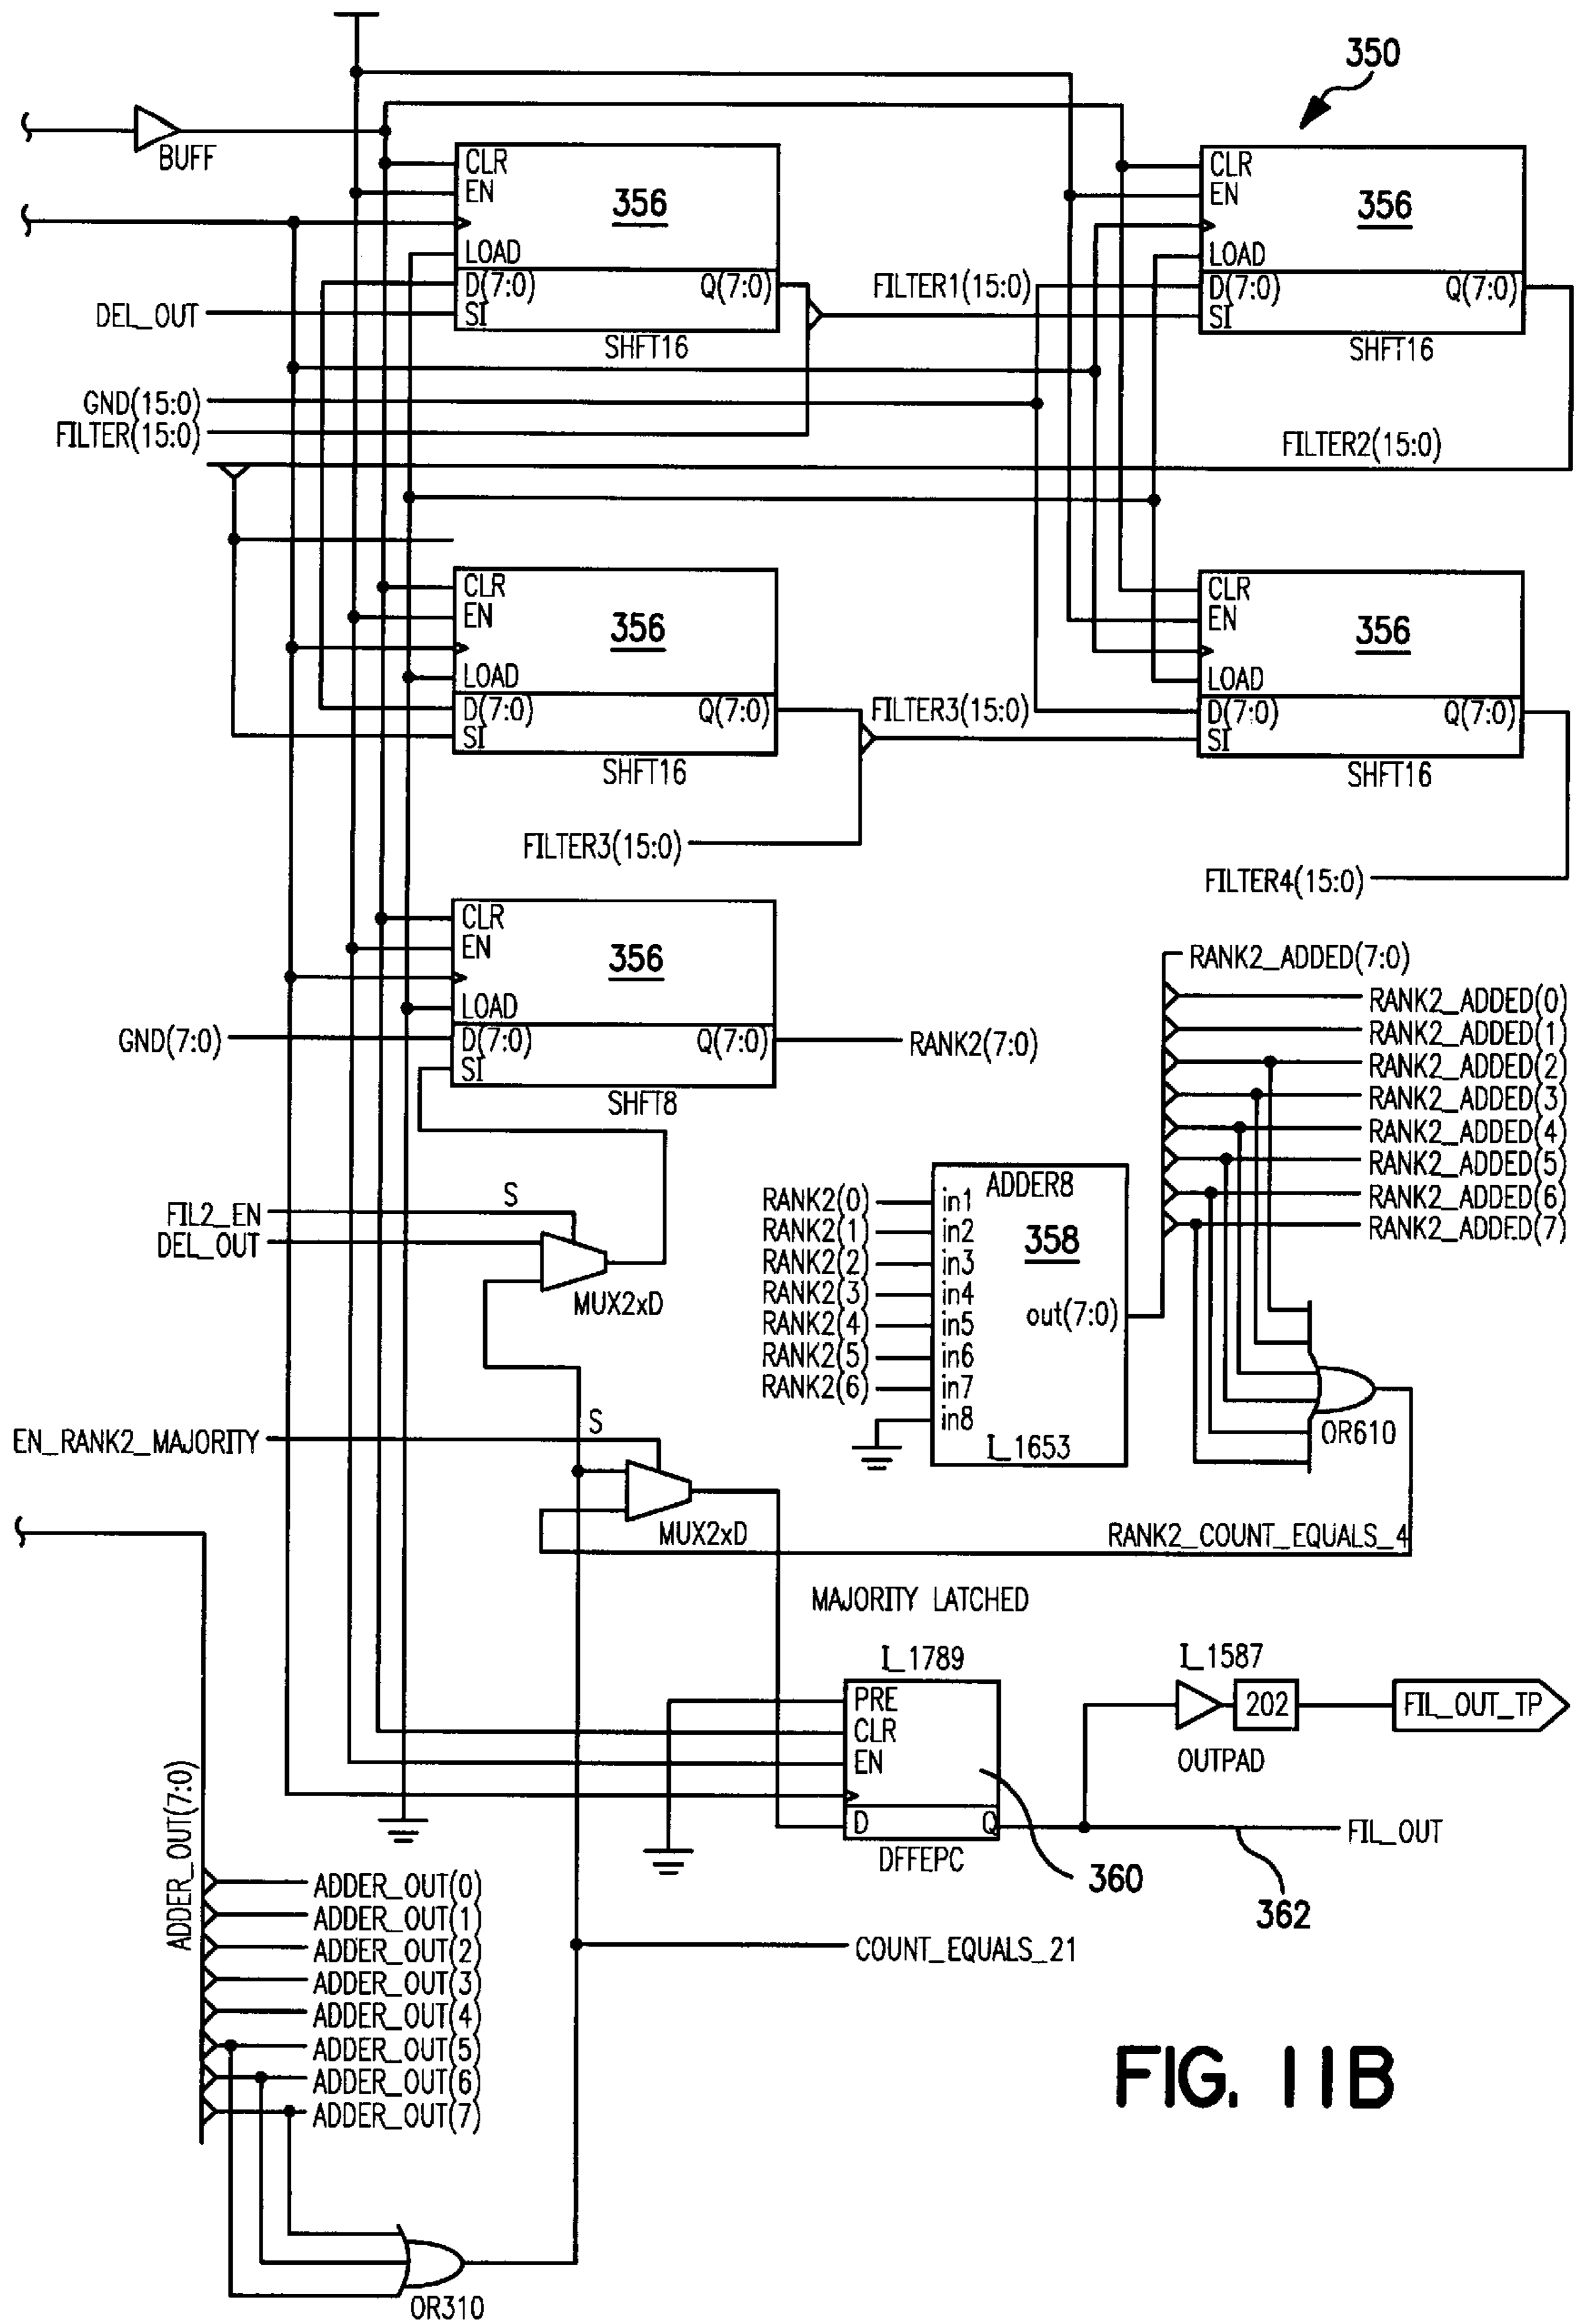 350
BUFF
CLR
EN
356
LOAD
D(7:0) Q(7:0)
SI
SHFT16
CLR
EN
356
LOAD
D(7:0) Q(7:0)
SI
SHFT16
DEL_OUT
FILTER1(15:0)
GND(15:0)
FILTER(15:0)
FILTER2(15:0)
CLR
EN
356
LOAD
D(7:0) Q(7:0)
SI
SHFT16
FILTER3(15:0)
CLR
EN
356
LOAD
D(7:0) Q(7:0)
SI
SHFT16
FILTER3(15:0)
FILTER4(15:0)
CLR
EN
356
LOAD
D(7:0) Q(7:0)
SI
SHFT8
GND(7:0)
RANK2(7:0)
RANK2_ADDED(7:0)
RANK2_ADDED(0)
RANK2_ADDED(1)
RANK2_ADDED(2)
RANK2_ADDED(3)
RANK2_ADDED(4)
RANK2_ADDED(5)
RANK2_ADDED(6)
RANK2_ADDED(7)
FIL2_EN
S
DEL_OUT
MUX2xD
RANK2(0)
RANK2(1)
RANK2(2)
RANK2(3)
RANK2(4)
RANK2(5)
RANK2(6)
ADDER8
in1
in2
358
in3
in4
in5
out(7:0)
in6
in7
in8
I_1653
OR610
EN_RANK2_MAJORITY
S
MUX2xD
RANK2_COUNT_EQUALS_4
MAJORITY LATCHED
I_1789
PRE
CLR
EN
D Q
DFFEPC
360
I_1587
202
OUTPAD
FIL_OUT_TP
FIL_OUT
362
ADDER_OUT(7:0)
ADDER_OUT(0)
ADDER_OUT(1)
ADDER_OUT(2)
ADDER_OUT(3)
ADDER_OUT(4)
ADDER_OUT(5)
ADDER_OUT(6)
ADDER_OUT(7)
COUNT_EQUALS_21
OR310
FIG. 11B